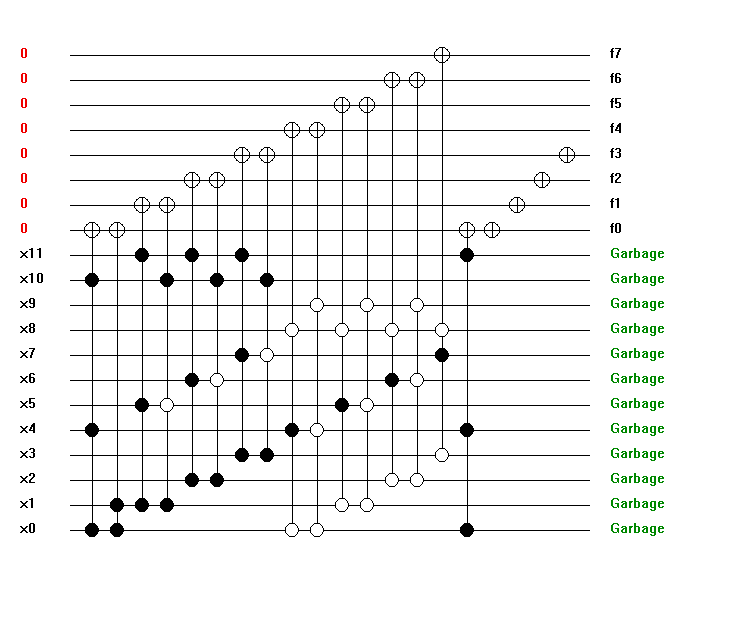 0 f7
0 f6
0 f5
0 f4
0 f3
0 f2
0 f1
0 f0
x11 Garbage
x10 Garbage
x9 Garbage
x8 Garbage
x7 Garbage
x6 Garbage
x5 Garbage
x4 Garbage
x3 Garbage
x2 Garbage
x1 Garbage
x0 Garbage